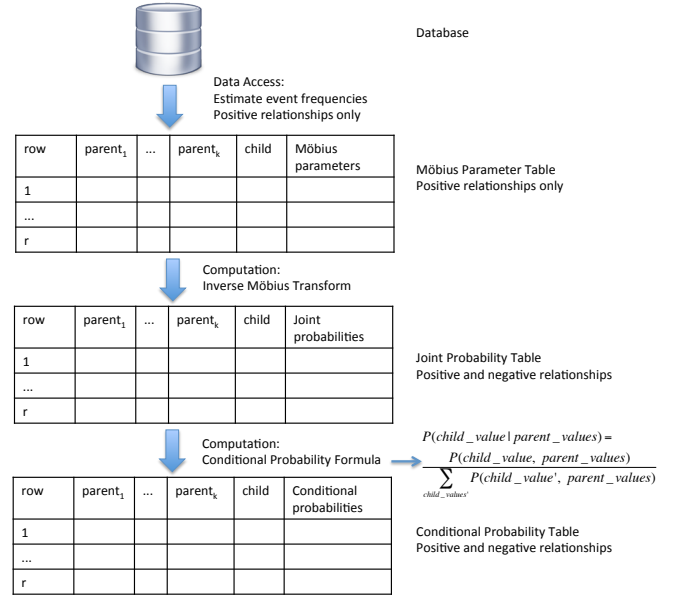 Database
Data Access:
Estimate event frequencies
Positive relationships only
row parent₁ ... parentₖ child Möbius parameters
1
...
r
Möbius Parameter Table
Positive relationships only
Computation:
Inverse Möbius Transform
row parent₁ ... parentₖ child Joint probabilities
1
...
r
Joint Probability Table
Positive and negative relationships
Computation:
Conditional Probability Formula
P(child_value | parent_values) =
P(child_value, parent_values)
∑ P(child_value', parent_values)
child_values'
row parent₁ ... parentₖ child Conditional probabilities
1
...
r
Conditional Probability Table
Positive and negative relationships